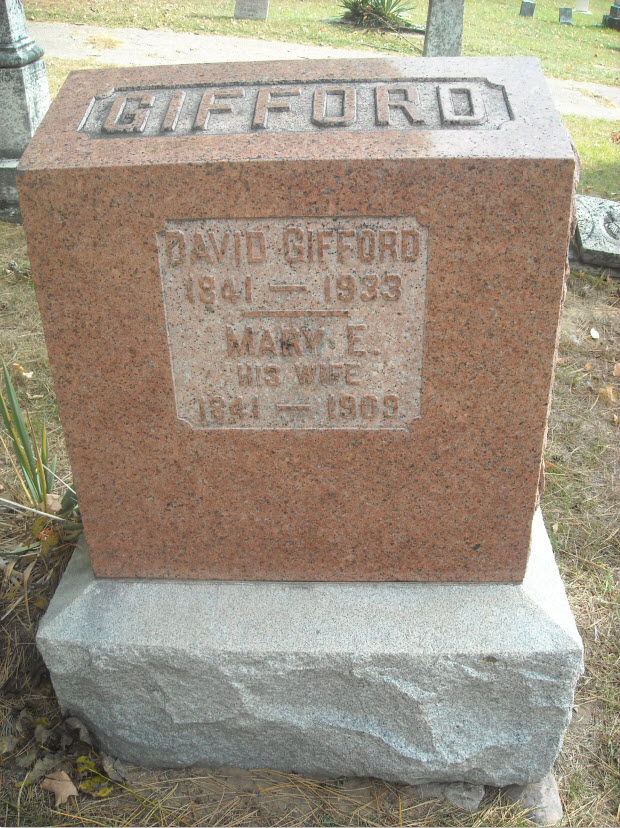 GIFFORD
DAVID GIFFORD
1841 — 1933
MARY E.
HIS WIFE
1841 — 1909